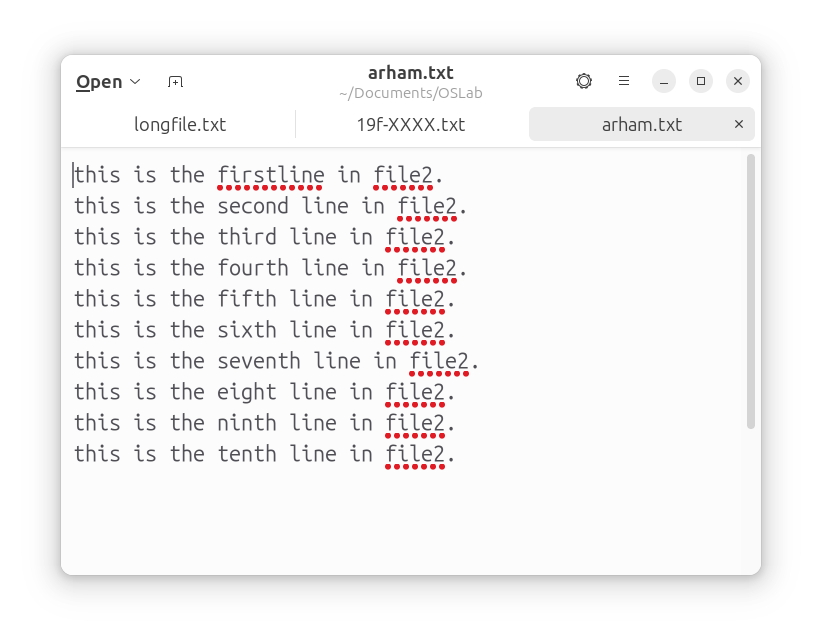 Open
arham.txt
~/Documents/OSLab
longfile.txt
19f-XXXX.txt
arham.txt
this is the firstline in file2.
this is the second line in file2.
this is the third line in file2.
this is the fourth line in file2.
this is the fifth line in file2.
this is the sixth line in file2.
this is the seventh line in file2.
this is the eight line in file2.
this is the ninth line in file2.
this is the tenth line in file2.